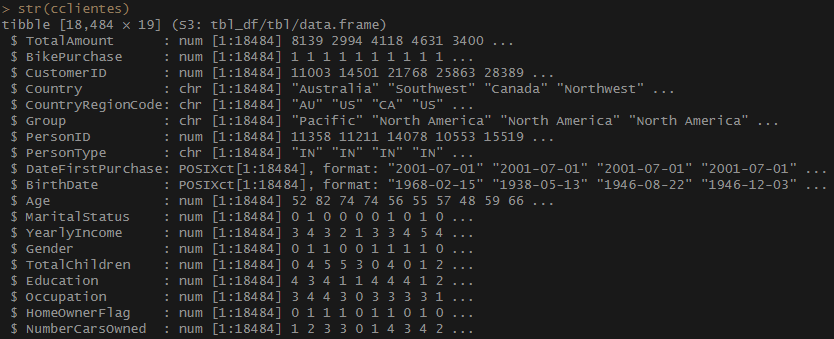 > str(cclientes)
tibble [18,484 × 19] (S3: tbl_df/tbl/data.frame)
 $ TotalAmount      : num [1:18484] 8139 2994 4118 4631 3400 ...
 $ BikePurchase     : num [1:18484] 1 1 1 1 1 1 1 1 1 1 ...
 $ CustomerID       : num [1:18484] 11003 14501 21768 25863 28389 ...
 $ Country          : chr [1:18484] "Australia" "Southwest" "Canada" "Northwest" ...
 $ CountryRegionCode: chr [1:18484] "AU" "US" "CA" "US" ...
 $ Group            : chr [1:18484] "Pacific" "North America" "North America" "North America" ...
 $ PersonID         : num [1:18484] 11358 11211 14078 10553 15519 ...
 $ PersonType       : chr [1:18484] "IN" "IN" "IN" "IN" ...
 $ DateFirstPurchase: POSIXct[1:18484], format: "2001-07-01" "2001-07-01" "2001-07-01" "2001-07-01" ...
 $ BirthDate        : POSIXct[1:18484], format: "1968-02-15" "1938-05-13" "1946-08-22" "1946-12-03" ...
 $ Age              : num [1:18484] 52 82 74 74 56 55 57 48 59 66 ...
 $ MaritalStatus    : num [1:18484] 0 1 0 0 0 0 1 0 1 0 ...
 $ YearlyIncome     : num [1:18484] 3 4 3 2 1 3 3 4 5 4 ...
 $ Gender           : num [1:18484] 0 1 1 0 0 1 1 1 1 0 ...
 $ TotalChildren    : num [1:18484] 0 4 5 5 3 0 4 0 1 2 ...
 $ Education        : num [1:18484] 4 3 4 1 1 4 4 4 1 2 ...
 $ Occupation       : num [1:18484] 3 4 4 3 0 3 3 3 3 1 ...
 $ HomeOwnerFlag    : num [1:18484] 0 1 1 1 0 1 1 0 1 0 ...
 $ NumberCarsOwned  : num [1:18484] 1 2 3 3 0 1 4 3 4 2 ...